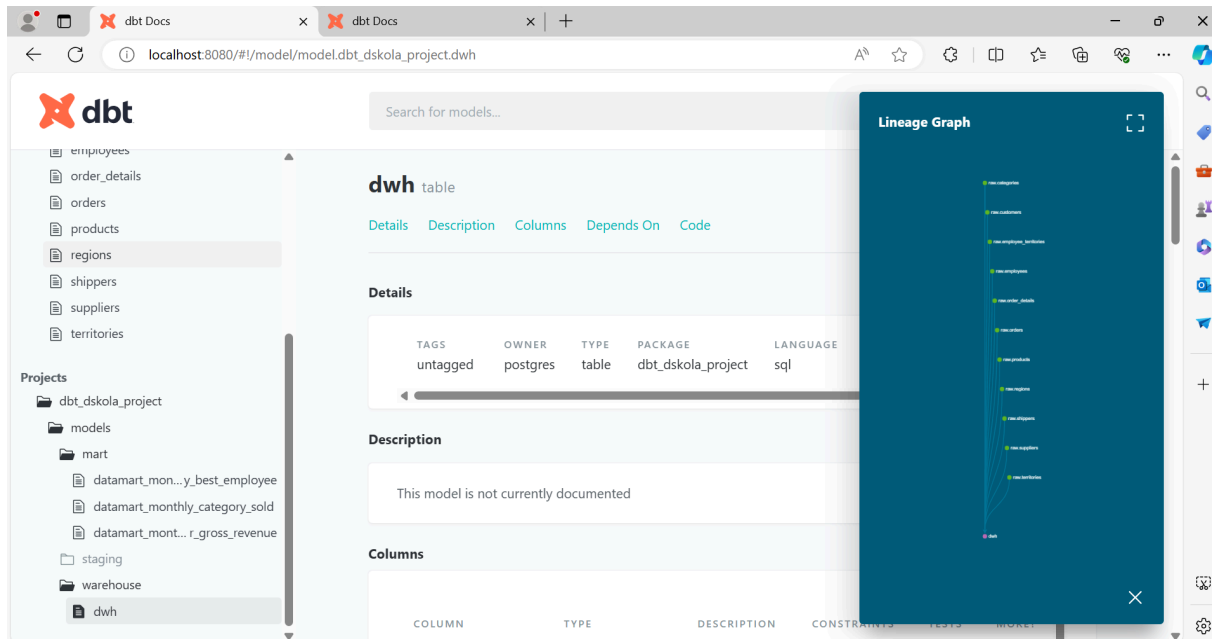 dbt Docs
dbt Docs
localhost:8080/#!/model/model.dbt_dskola_project.dwh
dbt
Search for models...
employees
order_details
orders
products
regions
shippers
suppliers
territories
Projects
dbt_dskola_project
models
mart
datamart_mon...y_best_employee
datamart_monthly_category_sold
datamart_mont... r_gross_revenue
staging
warehouse
dwh
dwh table
Details Description Columns Depends On Code
Details
TAGS OWNER TYPE PACKAGE LANGUAGE
untagged postgres table dbt_dskola_project sql
Description
This model is not currently documented
Columns
COLUMN TYPE DESCRIPTION CONSTRAINTS TESTS MORE?
Lineage Graph
raw.categories
raw.customers
raw.employee_territories
raw.employees
raw.order_details
raw.orders
raw.products
raw.regions
raw.shippers
raw.suppliers
raw.territories
dwh